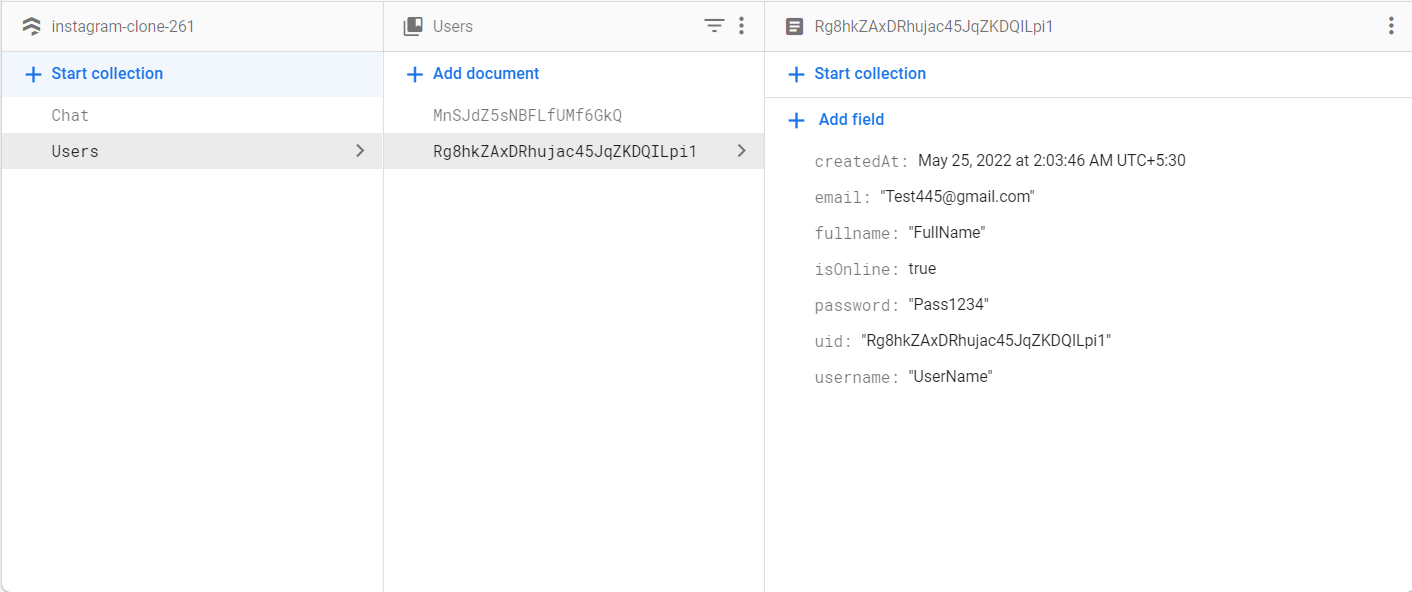 instagram-clone-261
Start collection
Chat
Users
Users
Add document
MnSJdZ5sNBFLfUMf6GkQ
Rg8hkZAxDRhujac45JqZKDQILpi1
Rg8hkZAxDRhujac45JqZKDQILpi1
Start collection
Add field
createdAt: May 25, 2022 at 2:03:46 AM UTC+5:30
email: "Test445@gmail.com"
fullname: "FullName"
isOnline: true
password: "Pass1234"
uid: "Rg8hkZAxDRhujac45JqZKDQILpi1"
username: "UserName"